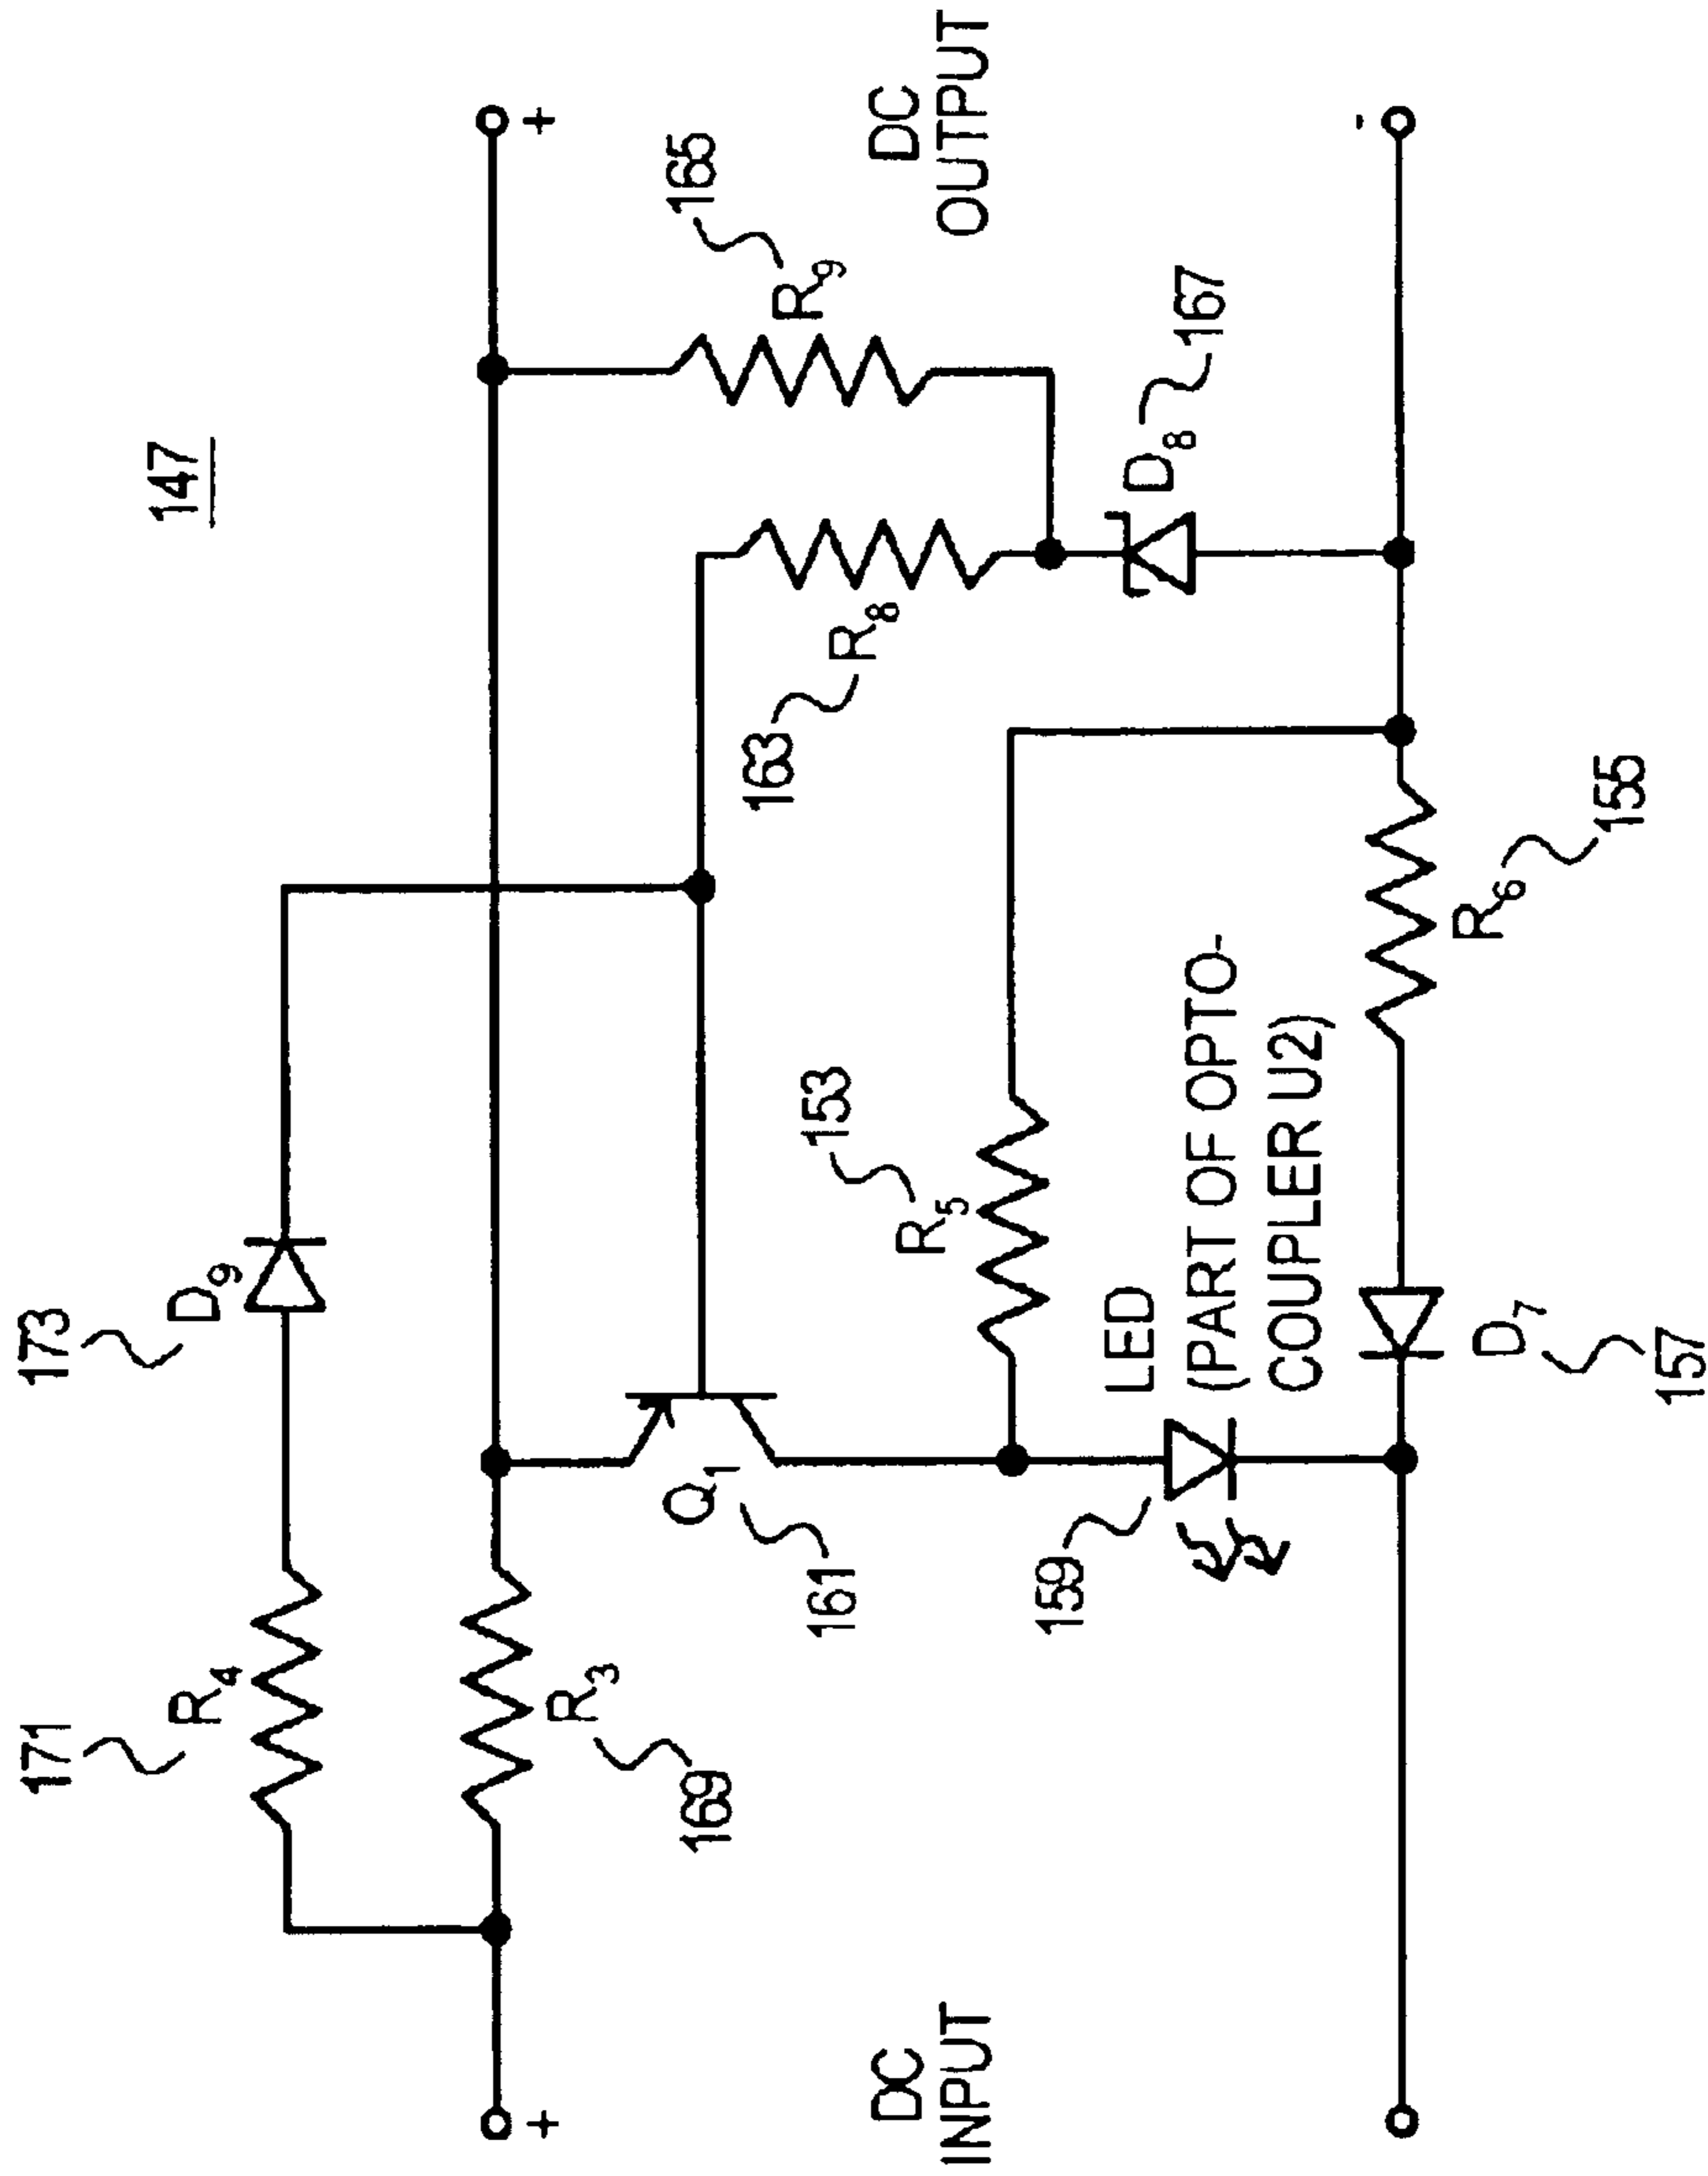 147
173
D9
171
R4
R3
169
Q1
161
163
R8
R9
165
DC
OUTPUT
D8
167
153
R5
159
LED
(PART OF OPTO-
COUPLER U2)
R6
155
D7
157
DC
INPUT
+
+
-